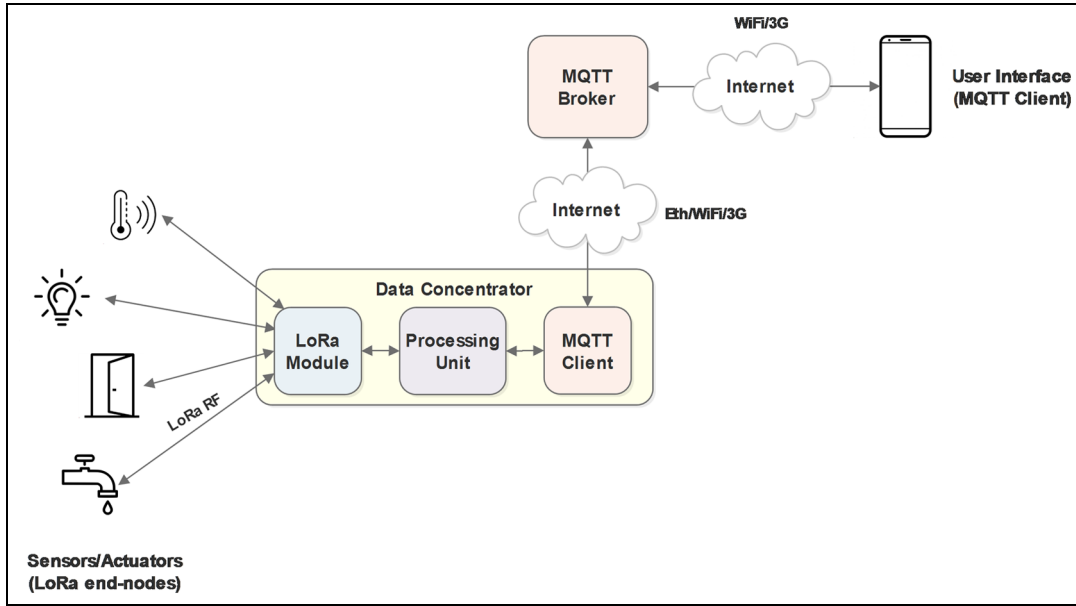 WiFi/3G
MQTT
Broker
Internet
User Interface
(MQTT Client)
Internet
Eth/WiFi/3G
Data Concentrator
LoRa
Module
Processing
Unit
MQTT
Client
LoRa RF
Sensors/Actuators
(LoRa end-nodes)